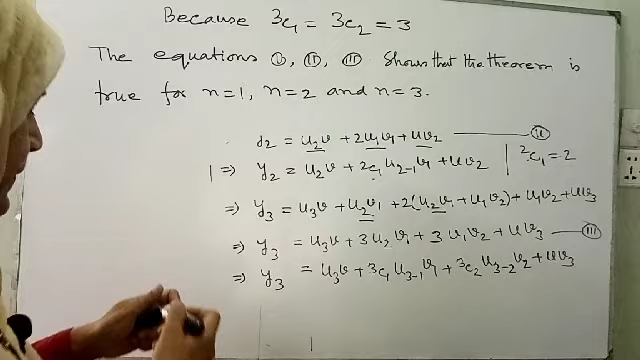 Because ³c₁ = ³c₂ = 3
The equations ⓘ, ⓘⓘ, ⓘⓘⓘ Shows that the theorem is
true for n=1, n=2 and n=3.
y₂ = u₂v + 2u₁v₁ + uv₂ —— ⓘⓘ
⇒ y₂ = u₂v + ²c₁ u₂₋₁v₁ + uv₂ | ²c₁ = 2
⇒ y₃ = u₃v + u₂v₁ + 2(u₂v₁ + u₁v₂) + u₁v₂ + uv₃
⇒ y₃ = u₃v + 3u₂v₁ + 3u₁v₂ + uv₃ —— ⓘⓘⓘ
⇒ y₃ = u₃v + ³c₁ u₃₋₁v₁ + ³c₂ u₃₋₂v₂ + uv₃